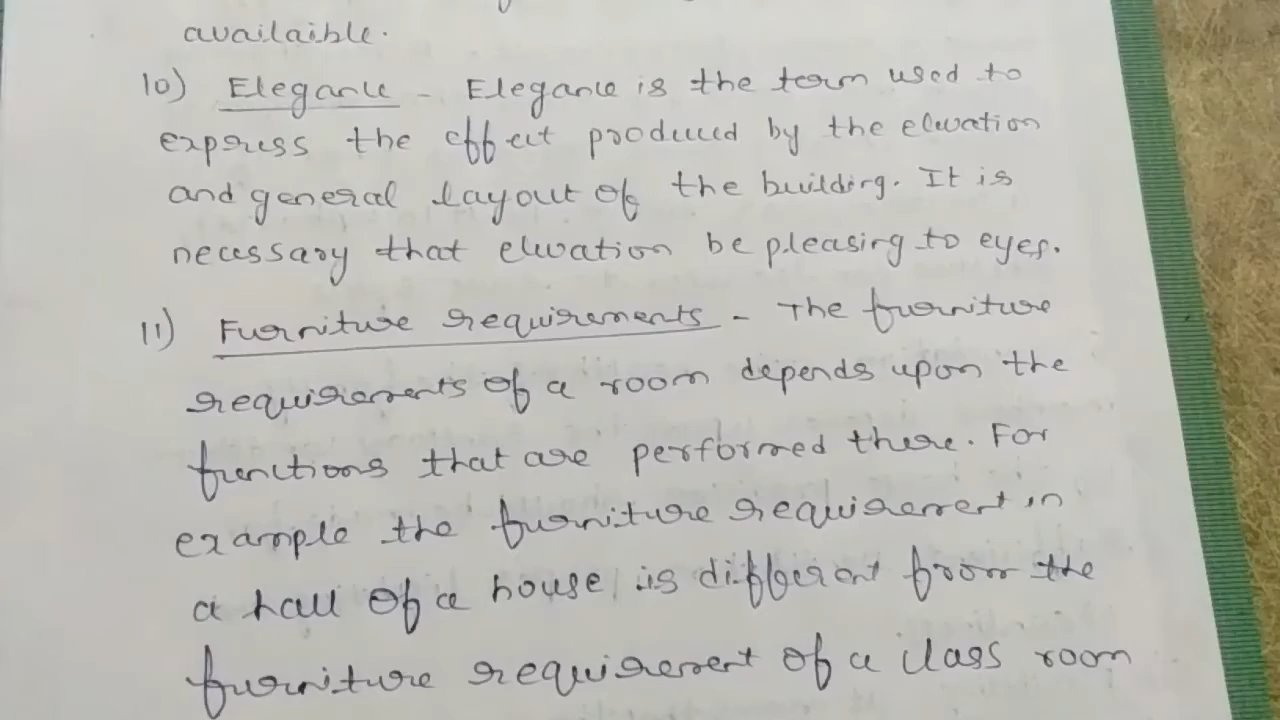 availaible.
10) Elegance - Elegance is the term used to
express the effect produced by the elevation
and general layout of the building. It is
necessary that elevation be pleasing to eyes.
11) Furniture requirements - The furniture
requirements of a room depends upon the
functions that are performed there. For
example the furniture requirement in
a hall of a house is different from the
furniture requirement of a class room